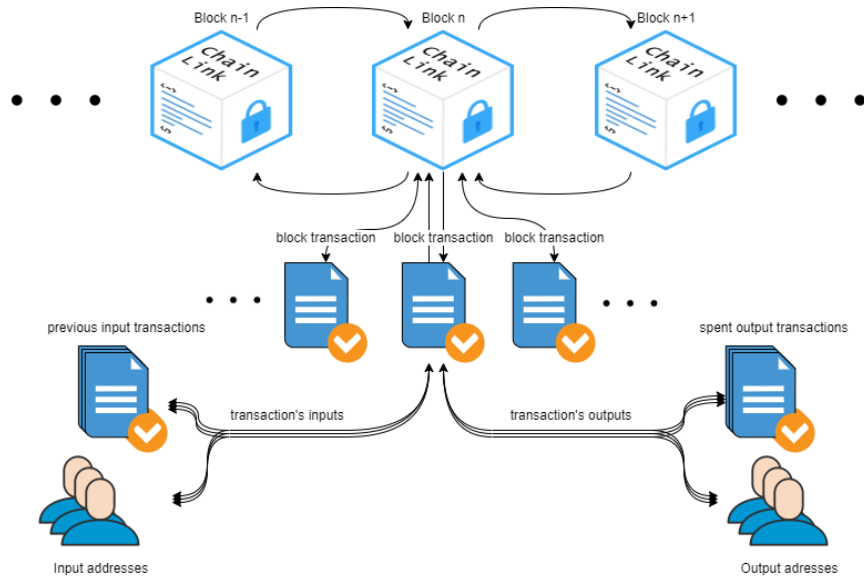 Block n-1
Block n
Block n+1
Chain
Link
Chain
Link
Chain
Link
block transaction
block transaction
block transaction
previous input transactions
spent output transactions
transaction's inputs
transaction's outputs
Input addresses
Output adresses